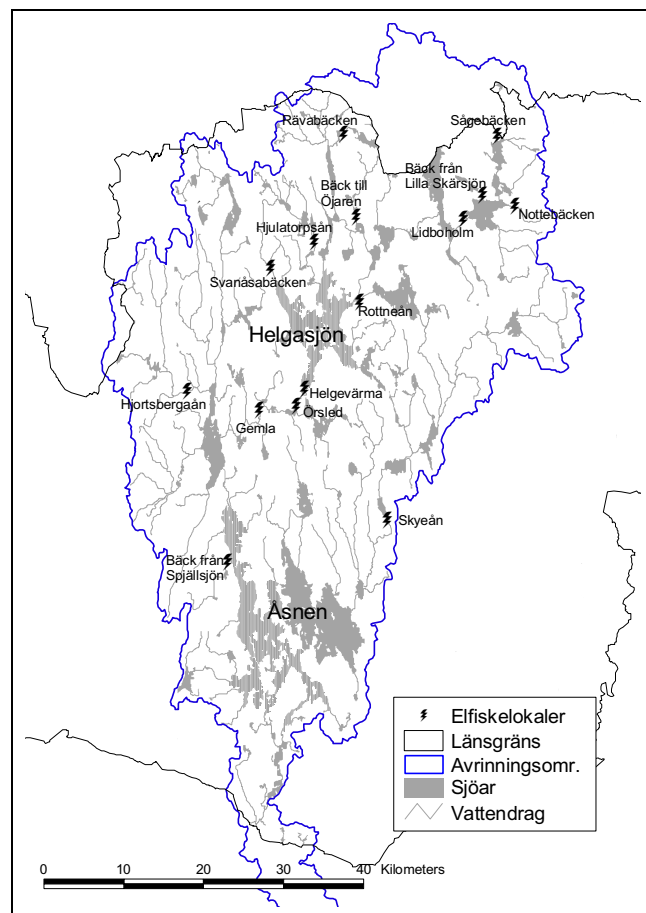 Rävabäcken
Sågebäcken
Bäck till
Öjaren
Bäck från
Lilla Skärsjön
Nottebäcken
Lidboholm
Hjulatorpsån
Svanåsabäcken
Rottneån
Helgasjön
Hjortsbergaån
Helgevärma
Örsled
Gemla
Skyeån
Bäck från
Spjällsjön
Åsnen
Elfiskelokaler
Länsgräns
Avrinningsomr.
Sjöar
Vattendrag
0 10 20 30 40 Kilometers